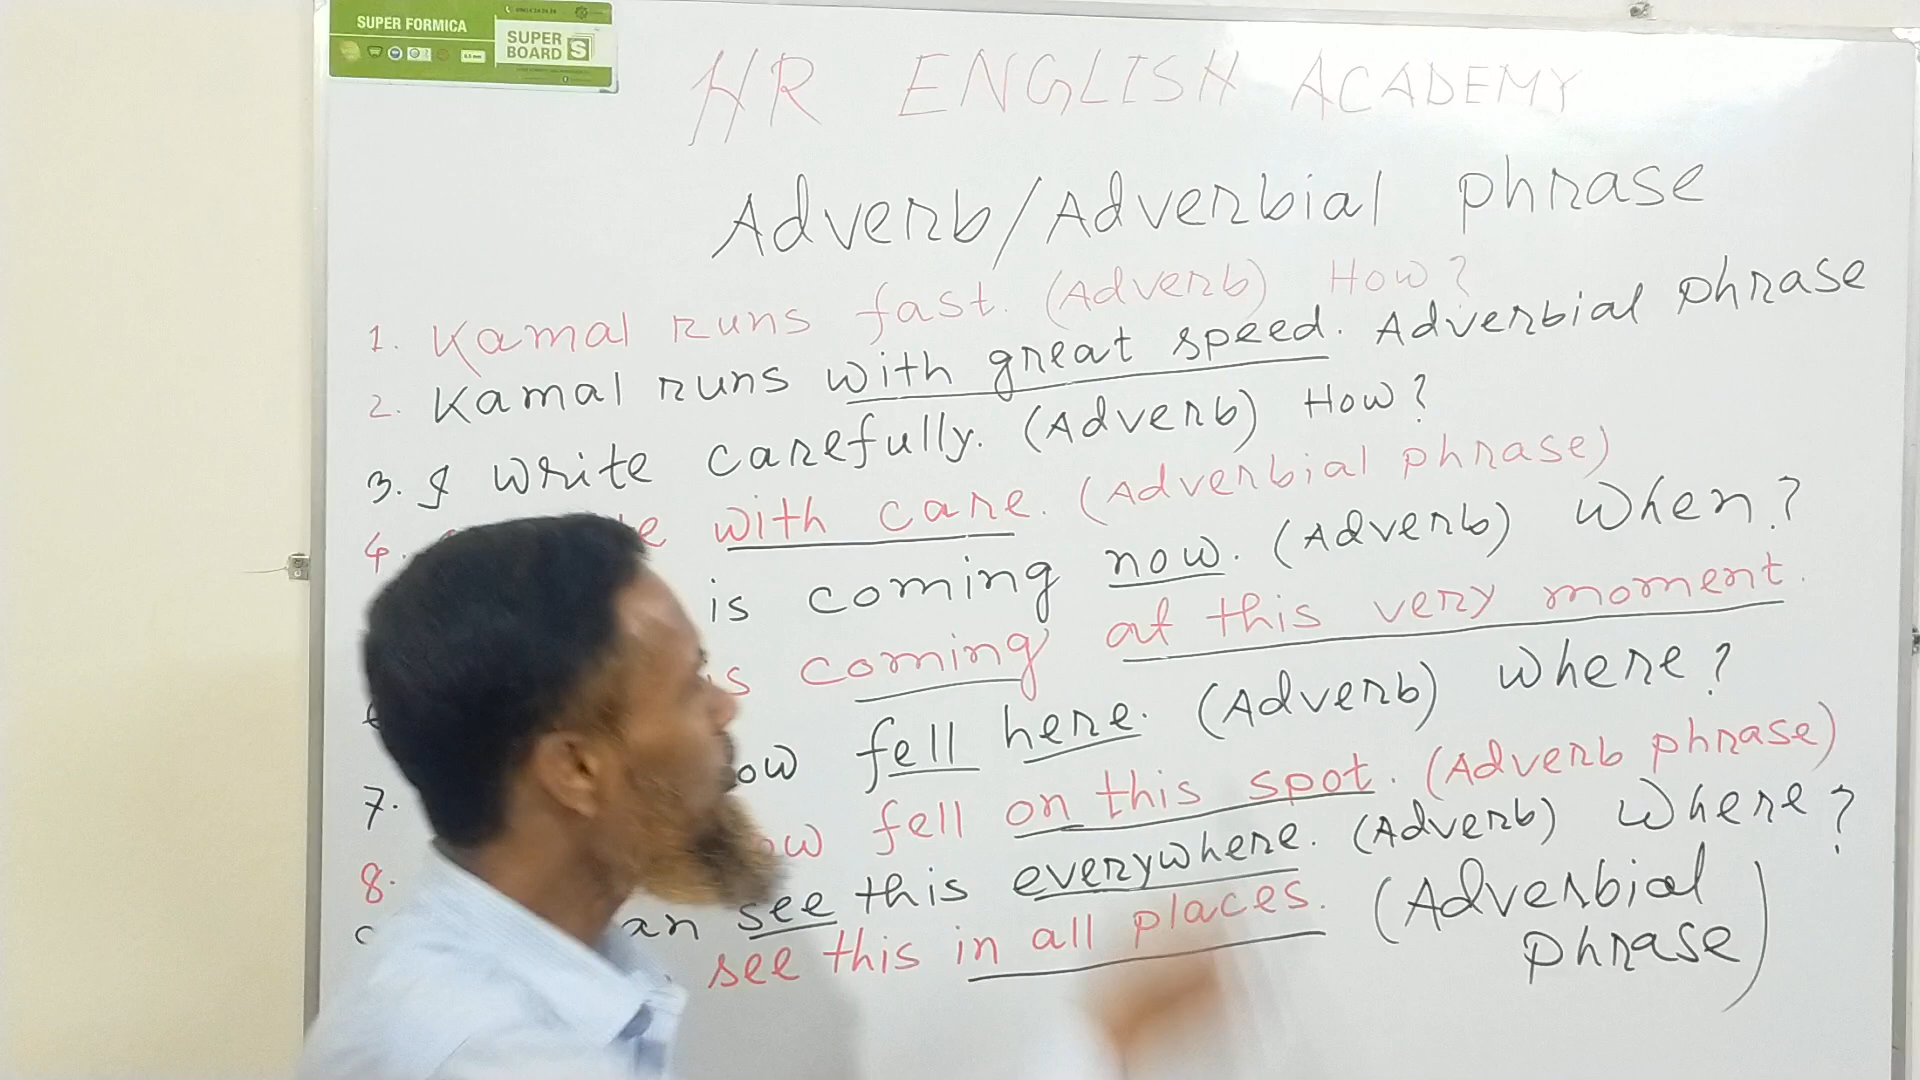 SUPER FORMICA
SUPER BOARD S
HR ENGLISH ACADEMY
Adverb/Adverbial phrase
1. Kamal runs fast. (Adverb) How?
2. Kamal runs with great speed. Adverbial phrase
3. I write carefully. (Adverb) How?
4. with care. (Adverbial phrase)
is coming now. (Adverb) When?
coming at this very moment.
7. fell here. (Adverb) Where?
8. fell on this spot. (Adverb phrase)
see this everywhere. (Adverb) Where?
see this in all places. (Adverbial phrase)